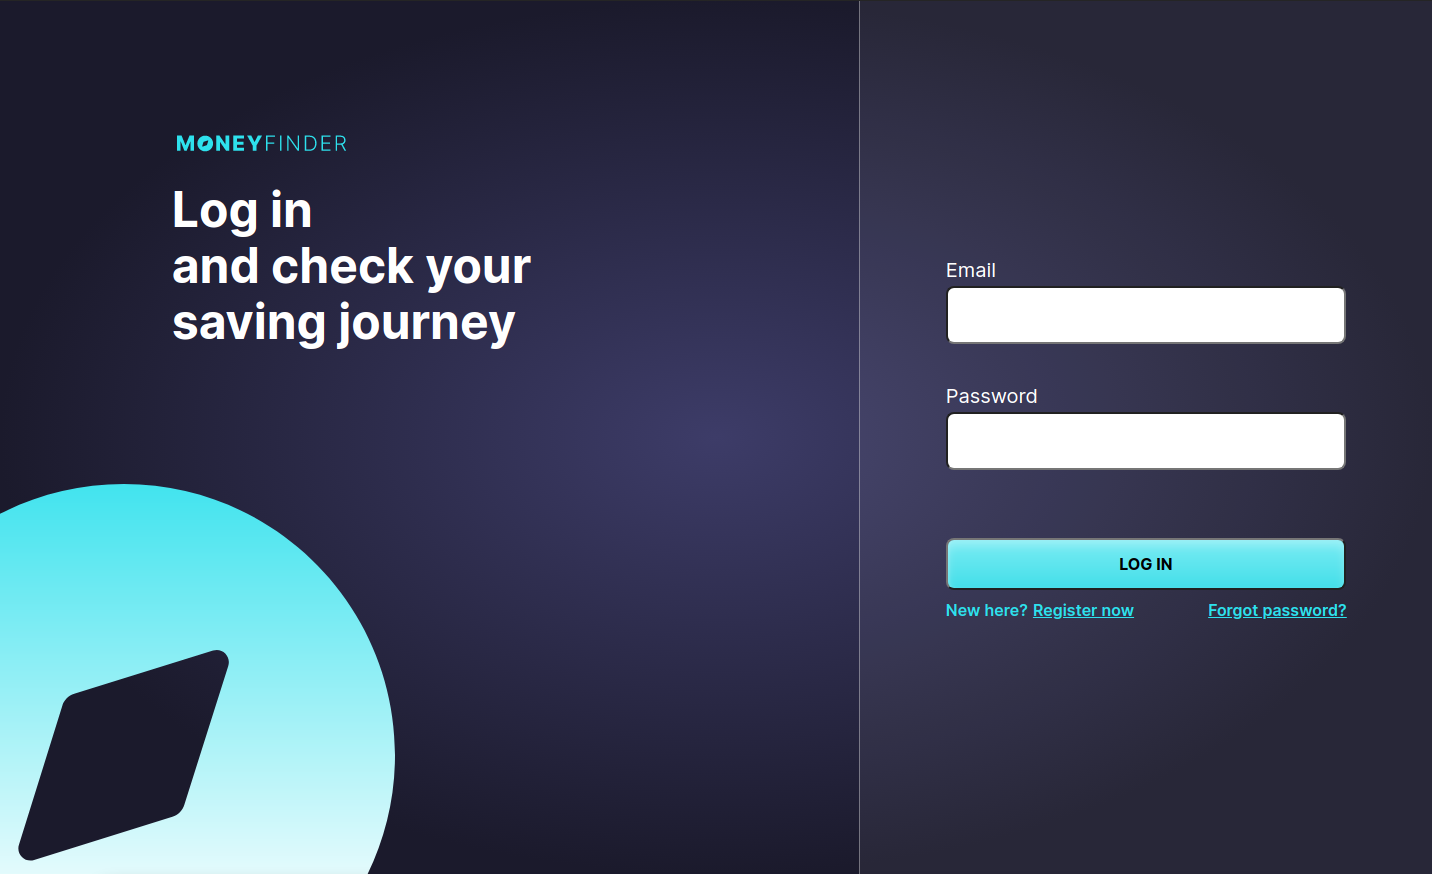 MONEYFINDER
Log in
and check your
saving journey
Email
Password
LOG IN
New here? Register now
Forgot password?